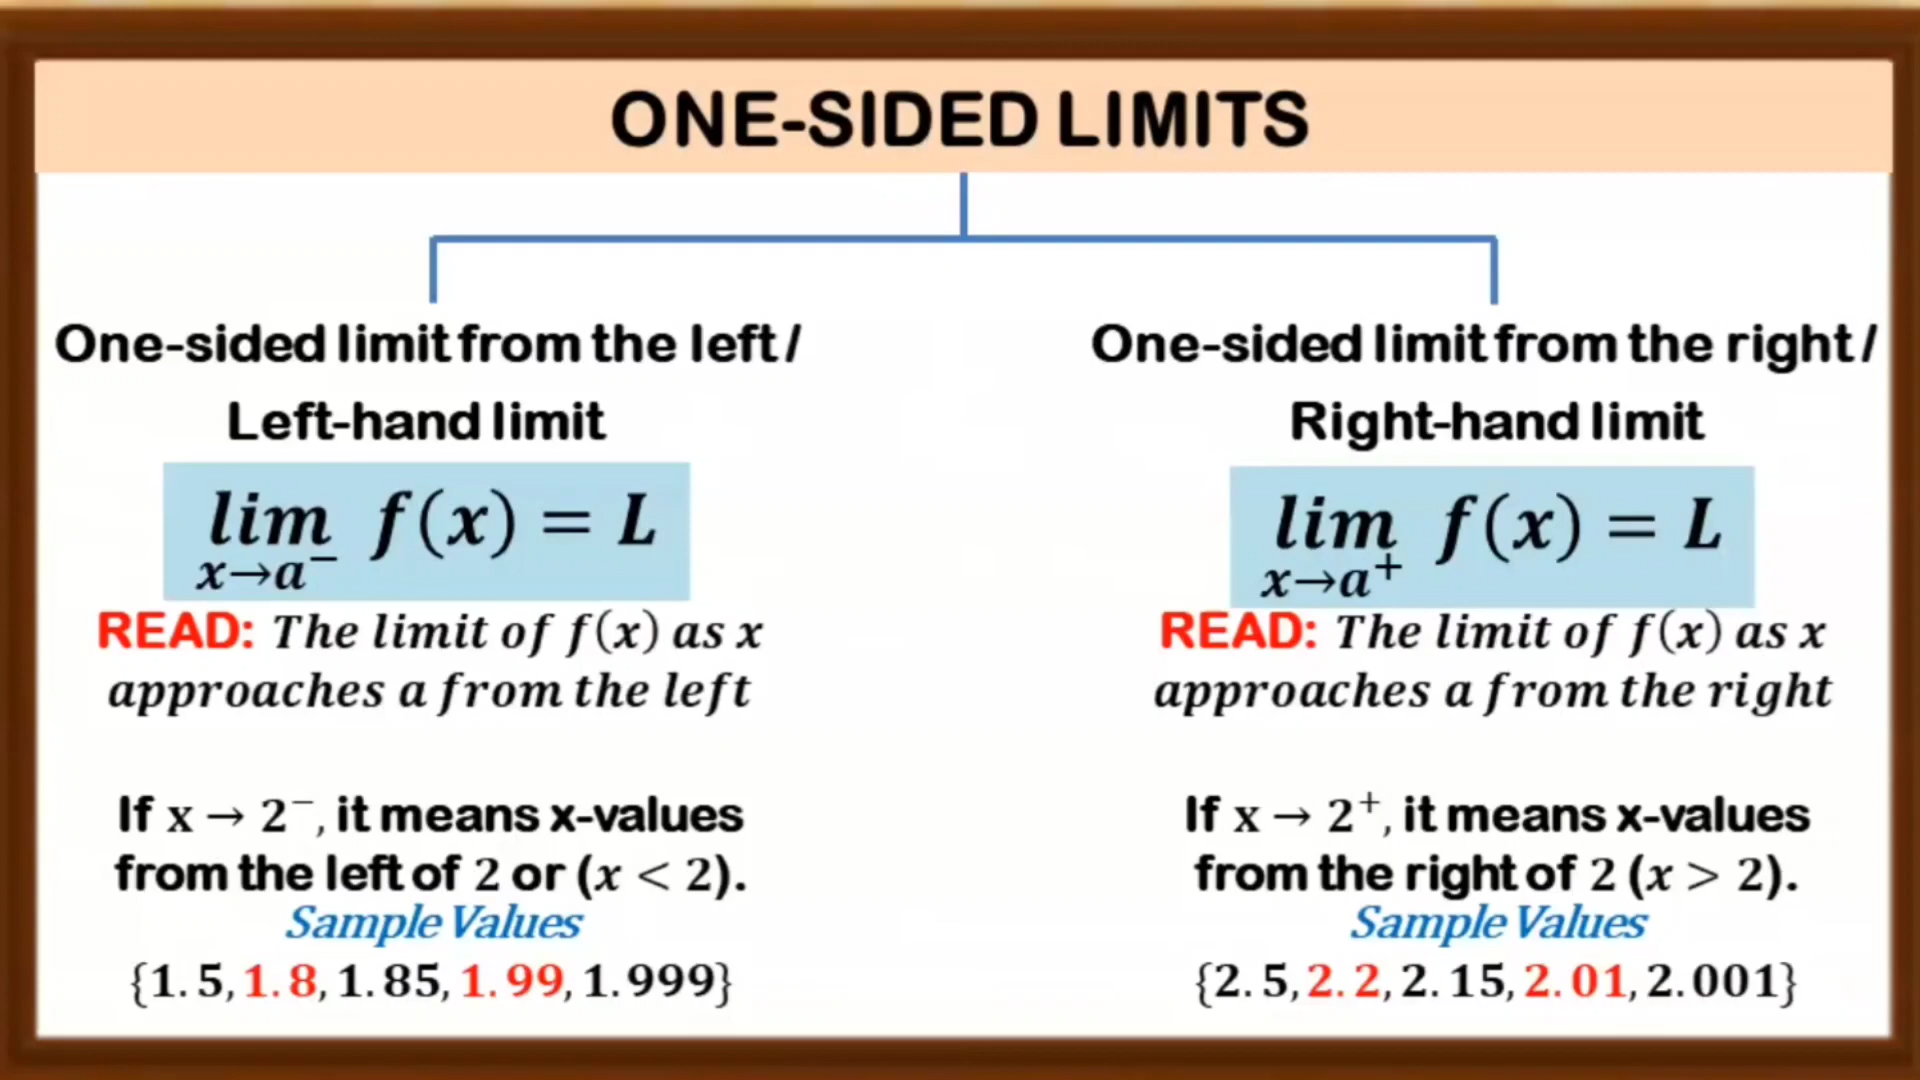 ONE-SIDED LIMITS
One-sided limit from the left /
Left-hand limit
lim f(x) = L
x→a⁻
READ: The limit of f(x) as x
approaches a from the left
If x → 2⁻, it means x-values
from the left of 2 or (x < 2).
Sample Values
{1.5, 1.8, 1.85, 1.99, 1.999}
One-sided limit from the right /
Right-hand limit
lim f(x) = L
x→a⁺
READ: The limit of f(x) as x
approaches a from the right
If x → 2⁺, it means x-values
from the right of 2 (x > 2).
Sample Values
{2.5, 2.2, 2.15, 2.01, 2.001}